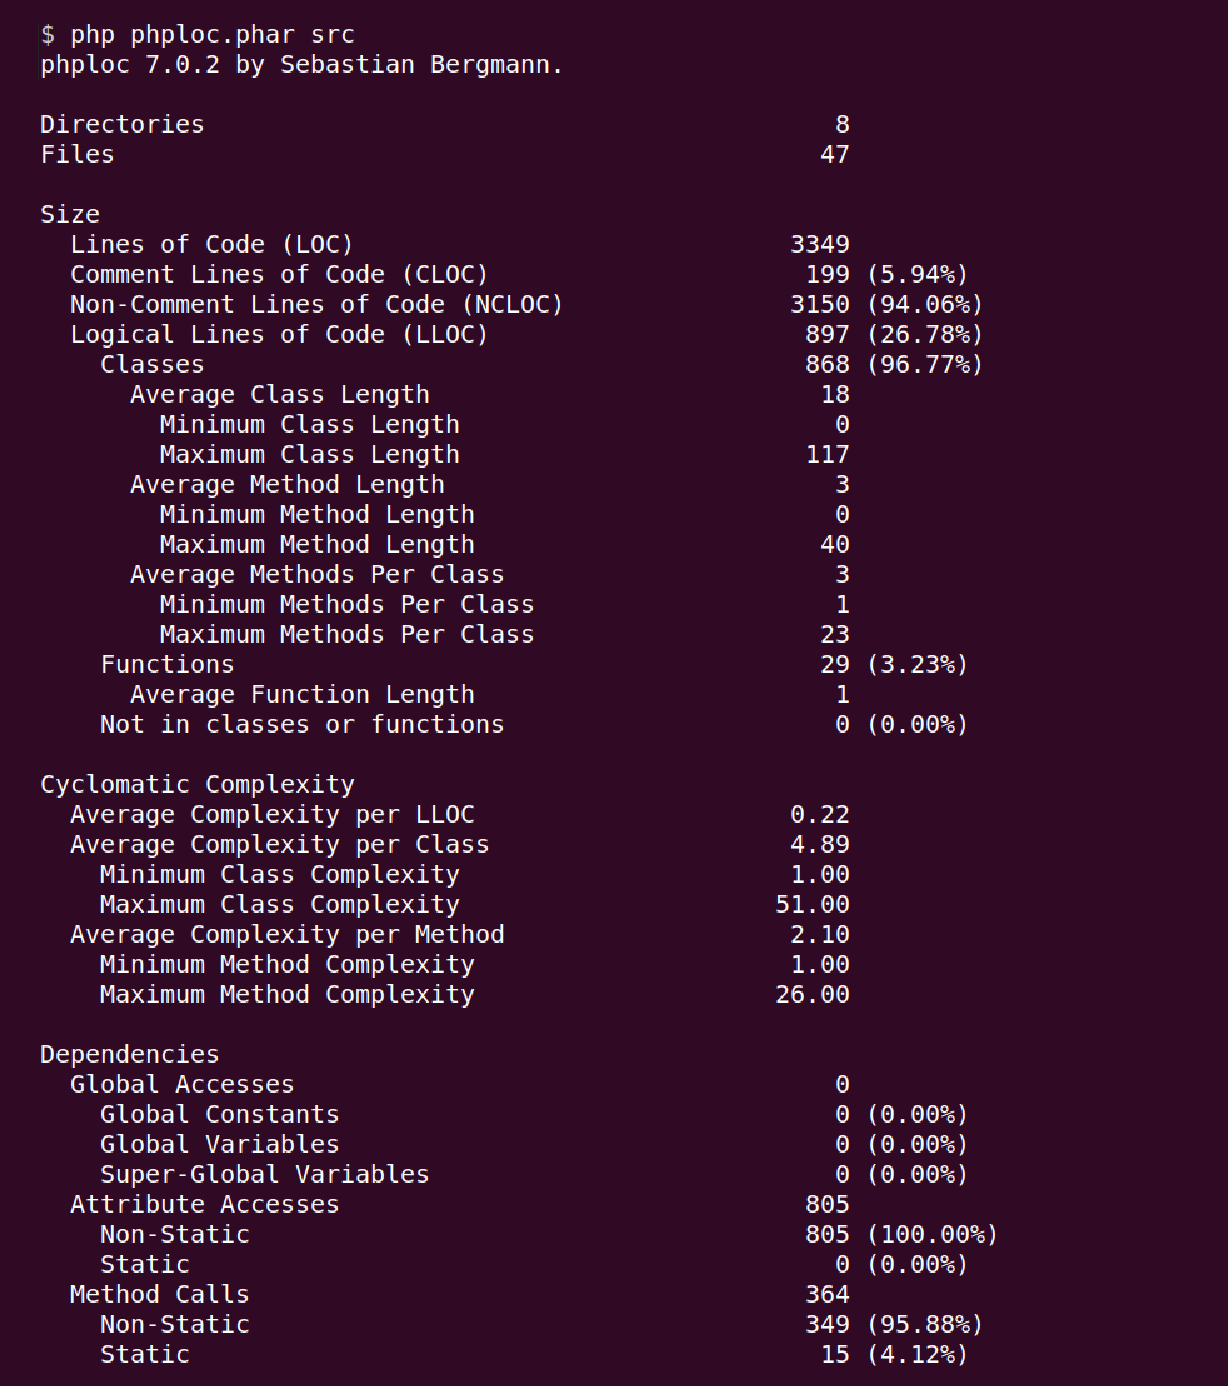 $ php phploc.phar src
phploc 7.0.2 by Sebastian Bergmann.
Directories 8
Files 47
Size
Lines of Code (LOC) 3349
Comment Lines of Code (CLOC) 199 (5.94%)
Non-Comment Lines of Code (NCLOC) 3150 (94.06%)
Logical Lines of Code (LLOC) 897 (26.78%)
Classes 868 (96.77%)
Average Class Length 18
Minimum Class Length 0
Maximum Class Length 117
Average Method Length 3
Minimum Method Length 0
Maximum Method Length 40
Average Methods Per Class 3
Minimum Methods Per Class 1
Maximum Methods Per Class 23
Functions 29 (3.23%)
Average Function Length 1
Not in classes or functions 0 (0.00%)
Cyclomatic Complexity
Average Complexity per LLOC 0.22
Average Complexity per Class 4.89
Minimum Class Complexity 1.00
Maximum Class Complexity 51.00
Average Complexity per Method 2.10
Minimum Method Complexity 1.00
Maximum Method Complexity 26.00
Dependencies
Global Accesses 0
Global Constants 0 (0.00%)
Global Variables 0 (0.00%)
Super-Global Variables 0 (0.00%)
Attribute Accesses 805
Non-Static 805 (100.00%)
Static 0 (0.00%)
Method Calls 364
Non-Static 349 (95.88%)
Static 15 (4.12%)